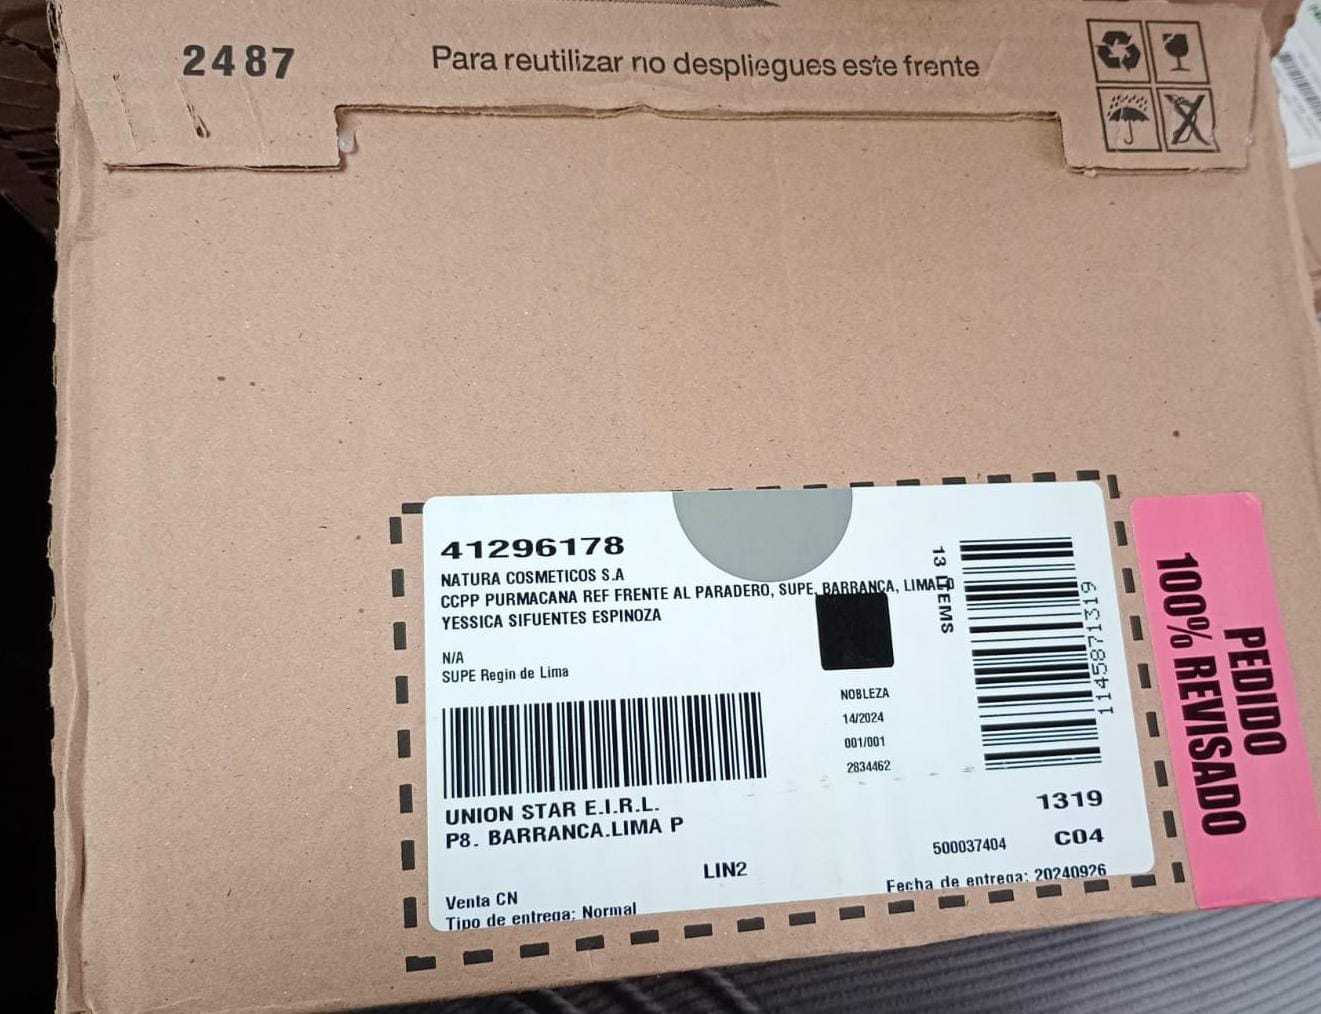 2487
Para reutilizar no despliegues este frente
41296178
NATURA COSMETICOS S.A
CCPP PURMACANA REF FRENTE AL PARADERO, SUPE, BARRANCA, LIMA
YESSICA SIFUENTES ESPINOZA
N/A
SUPE Regin de Lima
13 ITEMS
1145871319
NOBLEZA
14/2024
001/001
2834462
UNION STAR E.I.R.L.
P8. BARRANCA.LIMA P
1319
C04
500037404
LIN2
Venta CN
Fecha de entrega: 20240926
Tipo de entrega: Normal
PEDIDO
100% REVISADO